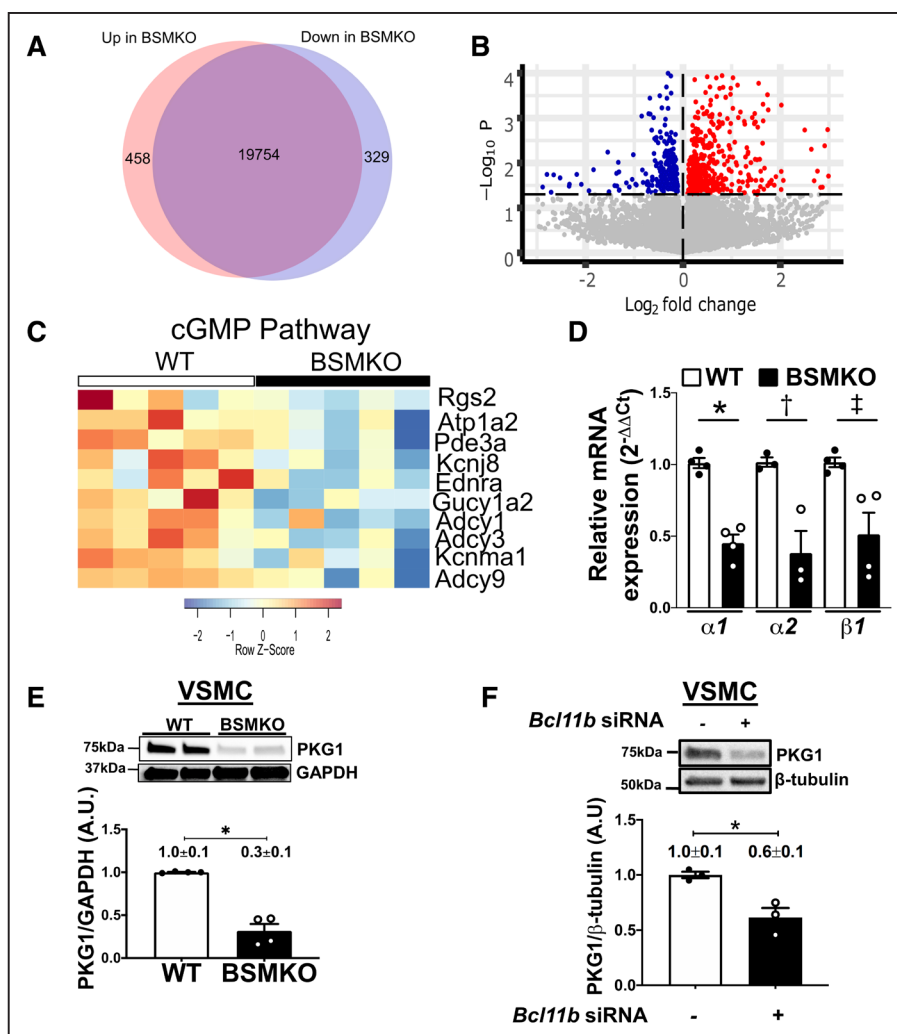 A
Up in BSMKO
Down in BSMKO
458
19754
329
B
4
3
2
1
0
−Log10 P
-2
0
2
Log2 fold change
C
cGMP Pathway
WT
BSMKO
Rgs2
Atp1a2
Pde3a
Kcnj8
Ednra
Gucy1a2
Adcy1
Adcy3
Kcnma1
Adcy9
-2
-1
0
1
2
Row Z-Score
D
WT
BSMKO
Relative mRNA
expression (2-ΔΔCt)
1.5
1.0
0.5
0.0
*
†
‡
α1
α2
β1
E
VSMC
WT
BSMKO
75kDa
PKG1
37kDa
GAPDH
PKG1/GAPDH (A.U.)
1.5
1.0
0.5
0.0
*
1.0±0.1
0.3±0.1
WT
BSMKO
F
VSMC
Bcl11b siRNA - +
75kDa
PKG1
50kDa
β-tubulin
PKG1/β-tubulin (A.U)
1.5
1.0
0.5
0.0
*
1.0±0.1
0.6±0.1
Bcl11b siRNA - +